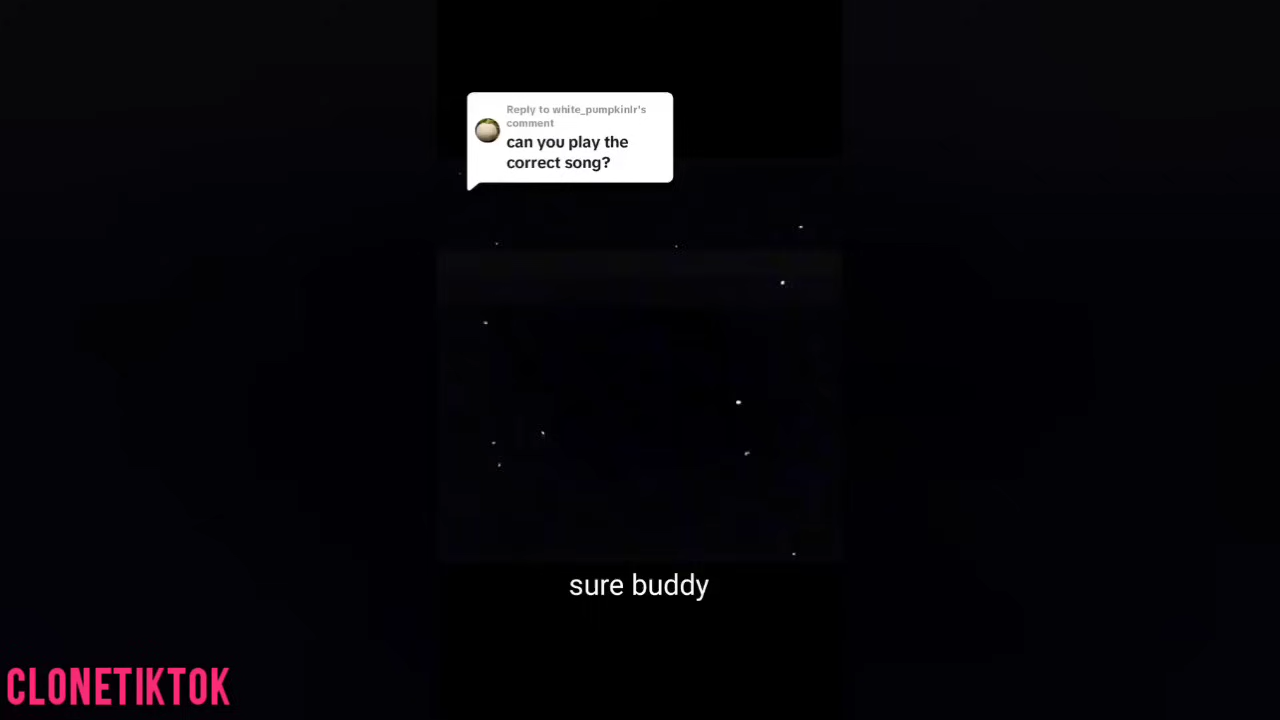 Reply to white_pumpkinlr's
comment
can you play the
correct song?
sure buddy
CLONETIKTOK